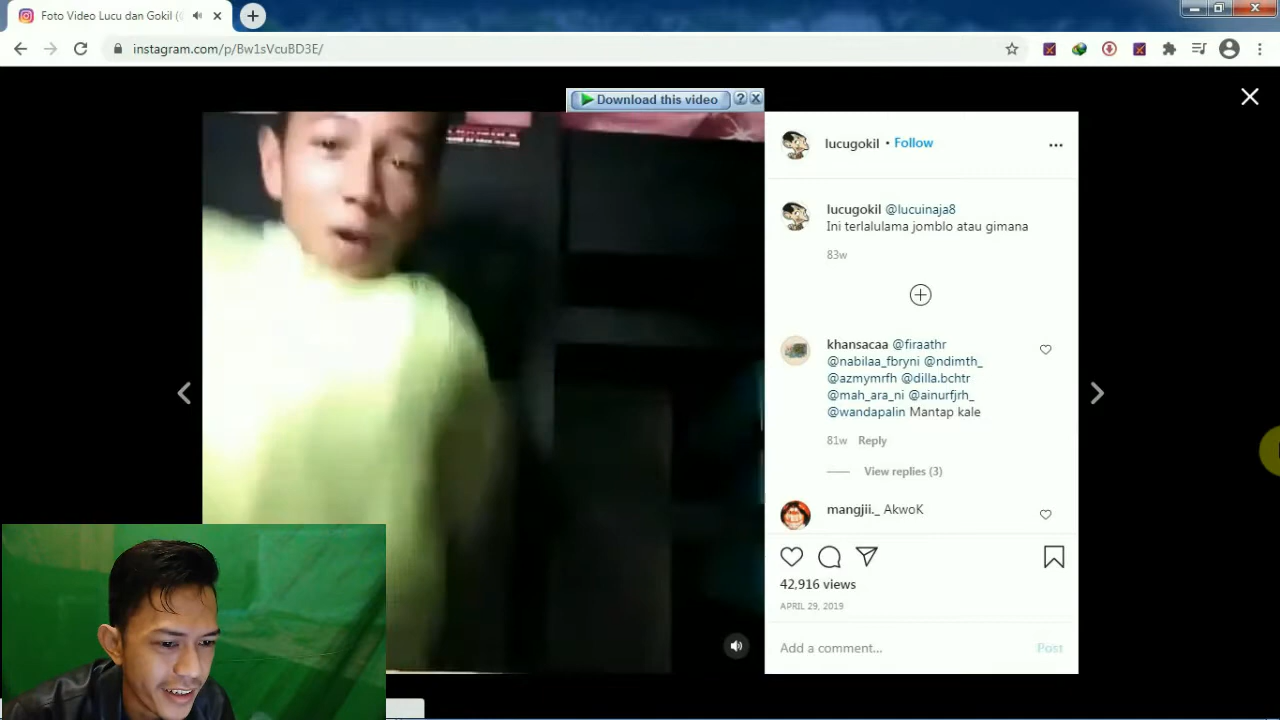 Foto Video Lucu dan Gokil (
instagram.com/p/Bw1sVcuBD3E/
Download this video
?
lucugokil • Follow
lucugokil @lucuinaja8
Ini terlalulama jomblo atau gimana
83w
khansacaa @firaathr
@nabilaa_fbryni @ndimth_
@azmymrfh @dilla.bchtr
@mah_ara_ni @ainurfjrh_
@wandapalin Mantap kale
81w Reply
View replies (3)
mangjii._ AkwoK
42,916 views
APRIL 29, 2019
Add a comment...
Post